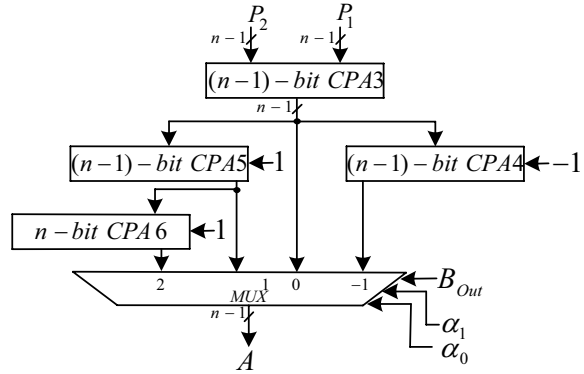 P₂ P₁
n−1 n−1
(n−1)−bit CPA3
n−1
(n−1)−bit CPA5 1 (n−1)−bit CPA4 −1
n−bit CPA6 1
2 1 0 −1 B_Out
MUX
n−1
α₁
A α₀